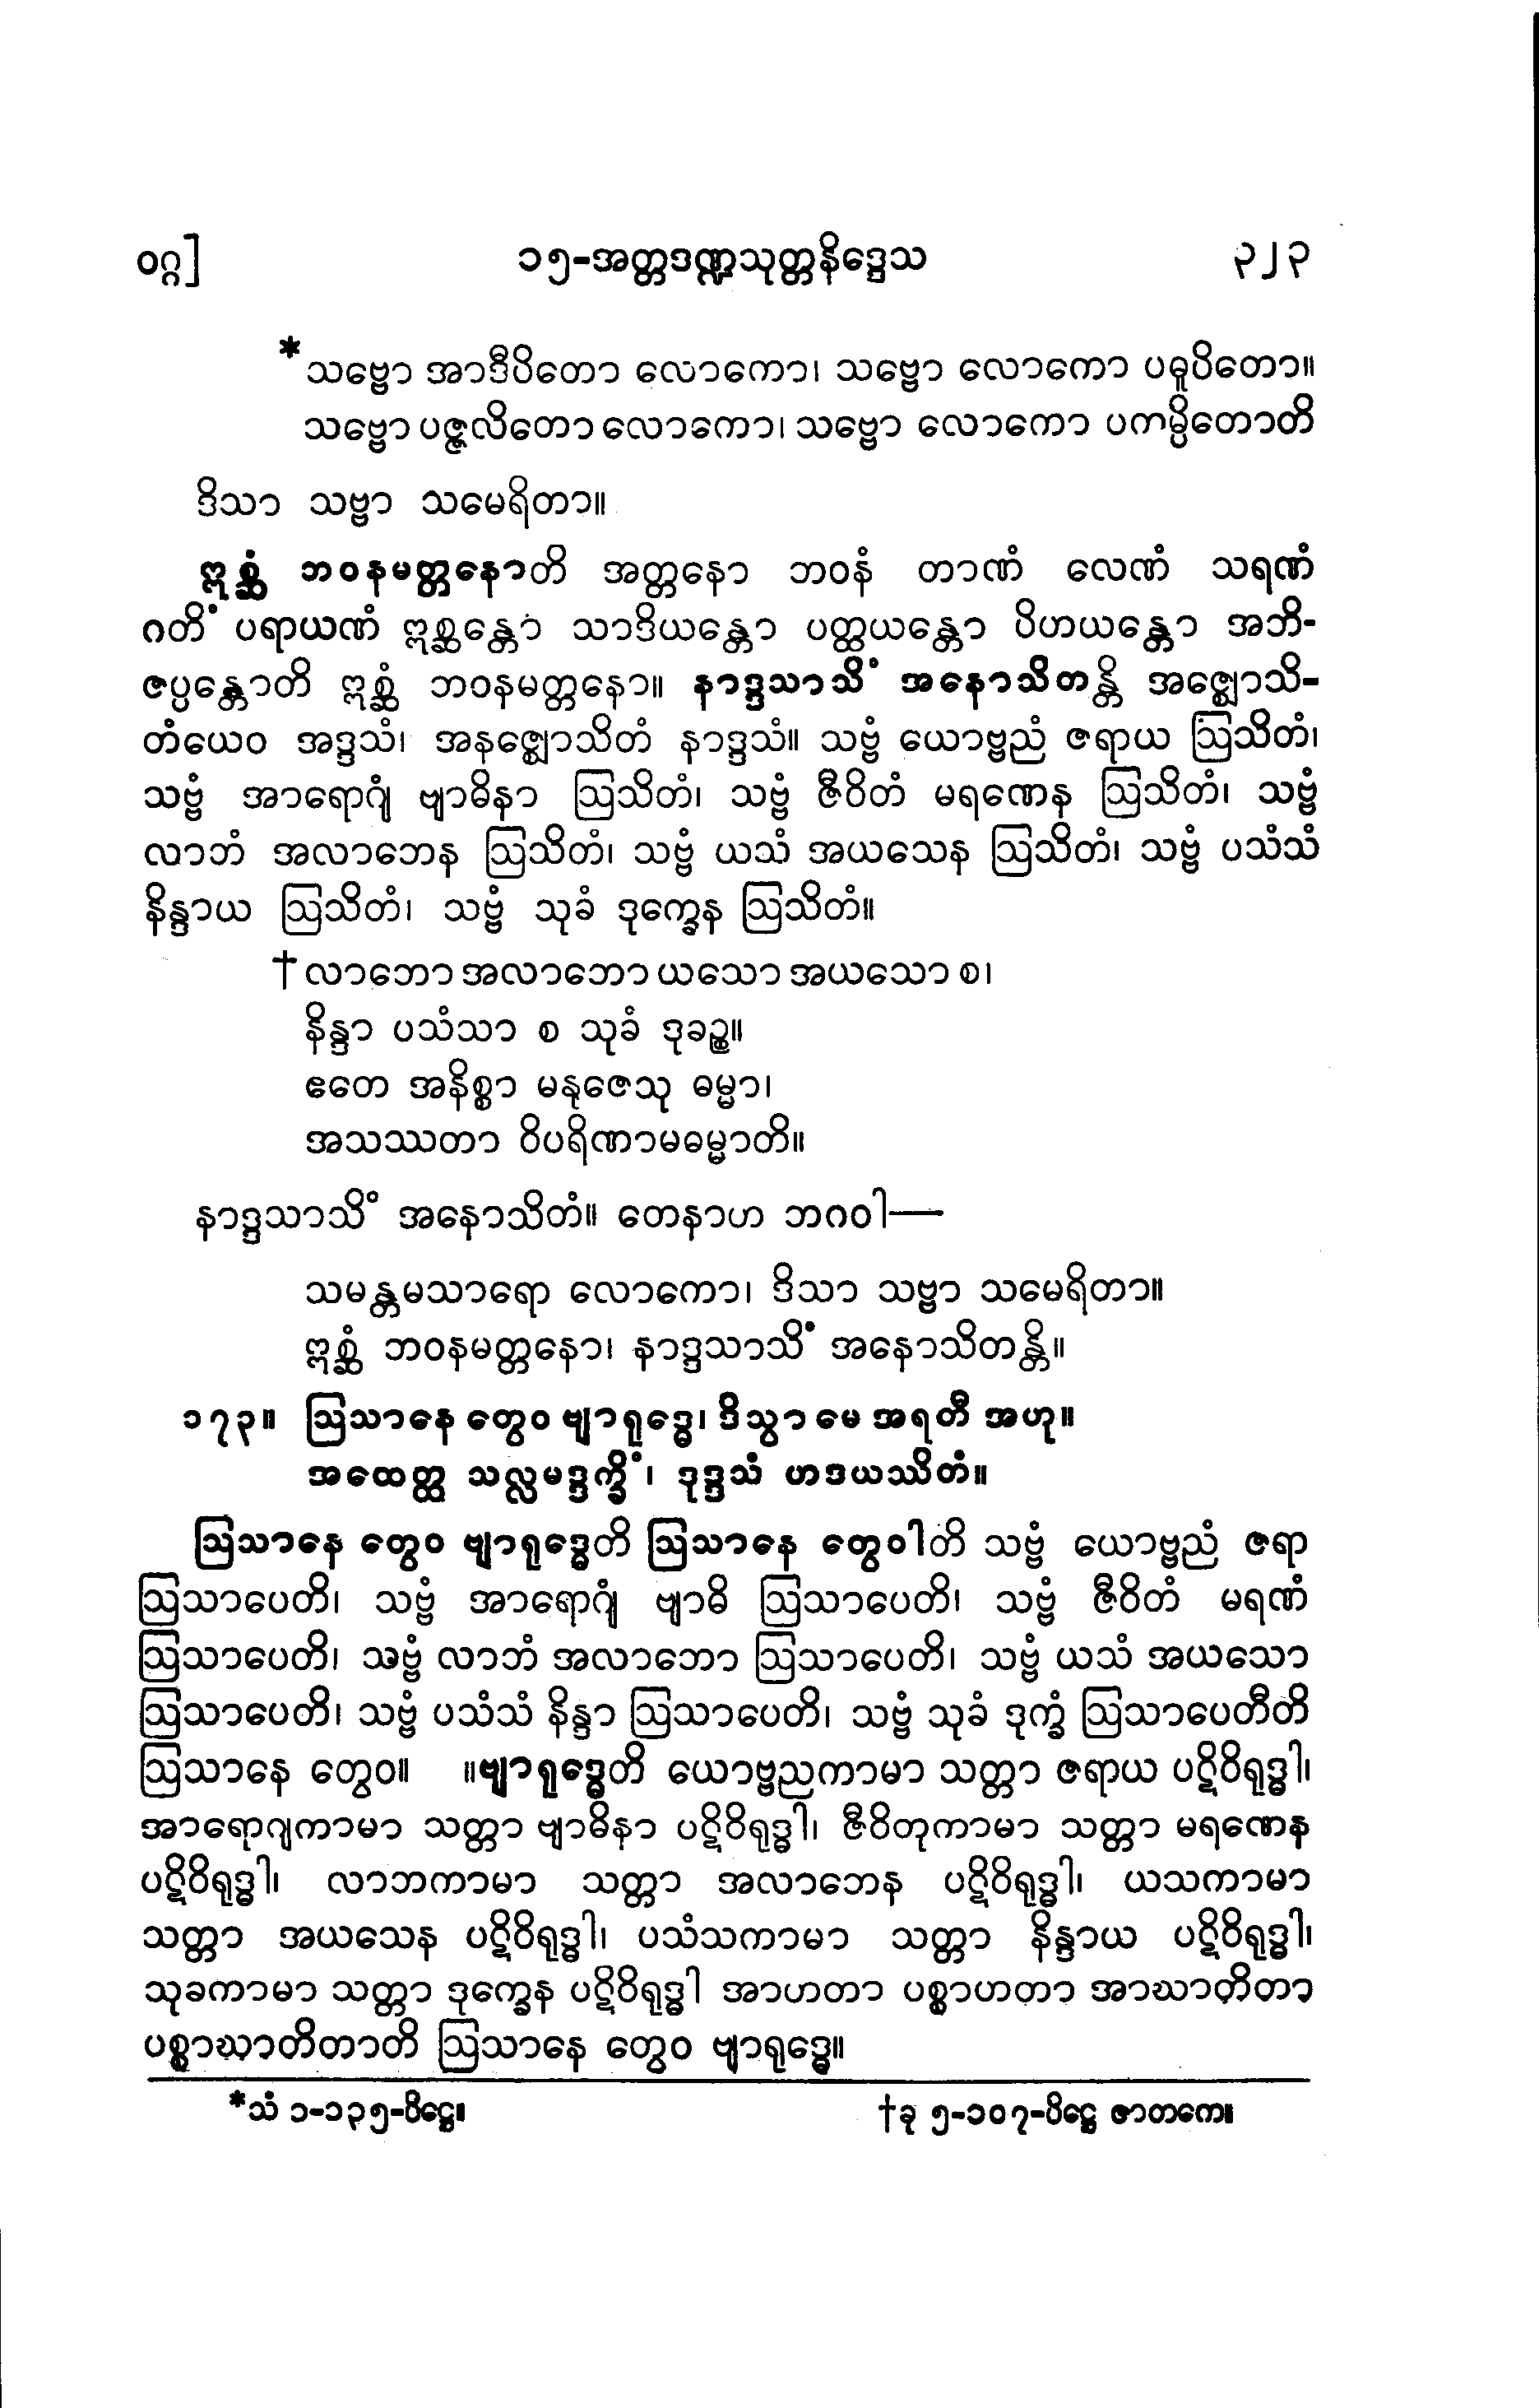 ဝဂ္ဂ] ၁၅-အတ္တဒဏ္ဍသုတ္တနိဒ္ဒေသ ၃၂၃
*သဗ္ဗော အာဒီပိတော လောကော၊ သဗ္ဗော လောကော ပဓူပိတော။
သဗ္ဗော ပဇ္ဇလိတော လောကော၊ သဗ္ဗော လောကော ပကမ္ပိတောတိ
ဒိသာ သဗ္ဗာ သမေရိတာ။
ဣစ္ဆံ ဘဝနမတ္တနောတိ အတ္တနော ဘဝနံ တာဏံ လေဏံ သရဏံ
ဂတိံ ပရာယဏံ ဣစ္ဆန္တော သာဒိယန္တော ပတ္ထယန္တော ပိဟယန္တော အဘိ-
ဇပ္ပန္တောတိ ဣစ္ဆံ ဘဝနမတ္တနော။ နာဒ္ဒသာသိံ အနောသိတန္တိ အဇ္ဈောသိ-
တံယေဝ အဒ္ဒသံ၊ အနဇ္ဈောသိတံ နာဒ္ဒသံ။ သဗ္ဗံ ယောဗ္ဗညံ ဇရာယ ဩသိတံ၊
သဗ္ဗံ အာရောဂျံ ဗျာဓိနာ ဩသိတံ၊ သဗ္ဗံ ဇီဝိတံ မရဏေန ဩသိတံ၊ သဗ္ဗံ
လာဘံ အလာဘေန ဩသိတံ၊ သဗ္ဗံ ယသံ အယသေန ဩသိတံ၊ သဗ္ဗံ ပသံသံ
နိန္ဒာယ ဩသိတံ၊ သဗ္ဗံ သုခံ ဒုက္ခေန ဩသိတံ။
†လာဘော အလာဘော ယသော အယသော စ၊
နိန္ဒာ ပသံသာ စ သုခံ ဒုခဉ္စ။
ဧတေ အနိစ္စာ မနုဇေသု ဓမ္မာ၊
အသဿတာ ဝိပရိဏာမဓမ္မာတိ။
နာဒ္ဒသာသိံ အနောသိတံ။ တေနာဟ ဘဂဝါ—
သမန္တမသာရော လောကော၊ ဒိသာ သဗ္ဗာ သမေရိတာ။
ဣစ္ဆံ ဘဝနမတ္တနော၊ နာဒ္ဒသာသိံ အနောသိတန္တိ။
၁၇၃။ ဩသာနေ တွေဝ ဗျာရုဒ္ဓေ၊ ဒိသွာ မေ အရတီ အဟု။
အထေတ္ထ သလ္လမဒ္ဒက္ခိံ၊ ဒုဒ္ဒသံ ဟဒယဿိတံ။
ဩသာနေ တွေဝ ဗျာရုဒ္ဓေတိ ဩသာနေ တွေဝါတိ သဗ္ဗံ ယောဗ္ဗညံ ဇရာ
ဩသာပေတိ၊ သဗ္ဗံ အာရောဂျံ ဗျာဓိ ဩသာပေတိ၊ သဗ္ဗံ ဇီဝိတံ မရဏံ
ဩသာပေတိ၊ သဗ္ဗံ လာဘံ အလာဘော ဩသာပေတိ၊ သဗ္ဗံ ယသံ အယသော
ဩသာပေတိ၊ သဗ္ဗံ ပသံသံ နိန္ဒာ ဩသာပေတိ၊ သဗ္ဗံ သုခံ ဒုက္ခံ ဩသာပေတီတိ
ဩသာနေ တွေဝ။ ။ဗျာရုဒ္ဓေတိ ယောဗ္ဗညကာမာ သတ္တာ ဇရာယ ပဋိဝိရုဒ္ဓါ၊
အာရောဂျကာမာ သတ္တာ ဗျာဓိနာ ပဋိဝိရုဒ္ဓါ၊ ဇီဝိတုကာမာ သတ္တာ မရဏေန
ပဋိဝိရုဒ္ဓါ၊ လာဘကာမာ သတ္တာ အလာဘေန ပဋိဝိရုဒ္ဓါ၊ ယသကာမာ
သတ္တာ အယသေန ပဋိဝိရုဒ္ဓါ၊ ပသံသကာမာ သတ္တာ နိန္ဒာယ ပဋိဝိရုဒ္ဓါ၊
သုခကာမာ သတ္တာ ဒုက္ခေန ပဋိဝိရုဒ္ဓါ အာဟတာ ပစ္စာဟတာ အာဃာတိတာ
ပစ္စာဃာတိတာတိ ဩသာနေ တွေဝ ဗျာရုဒ္ဓေ။
*သံ ၁-၁၃၅-ပိဋ္ဌေ။ †ခု ၅-၁၀၇-ပိဋ္ဌေ ဇာတကေ။